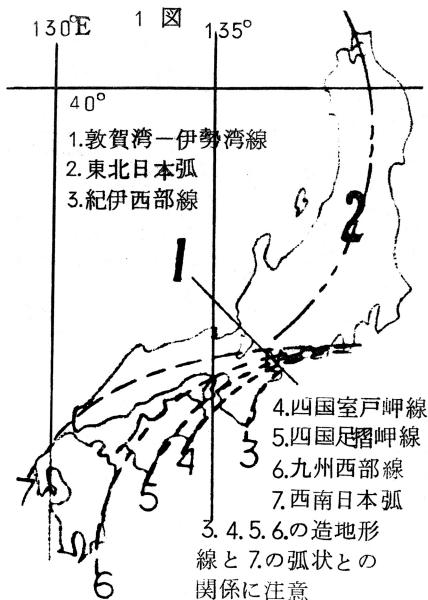 1図
130°E
135°
40°
1.敦賀湾ー伊勢湾線
2.東北日本弧
3.紀伊西部線
2
1
4.四国室戸岬線
5.四国足摺岬線
6.九州西部線
7.西南日本弧
3. 4.5.6.の造地形
線と7.の弧状との
関係に注意
7
5
4
3
6